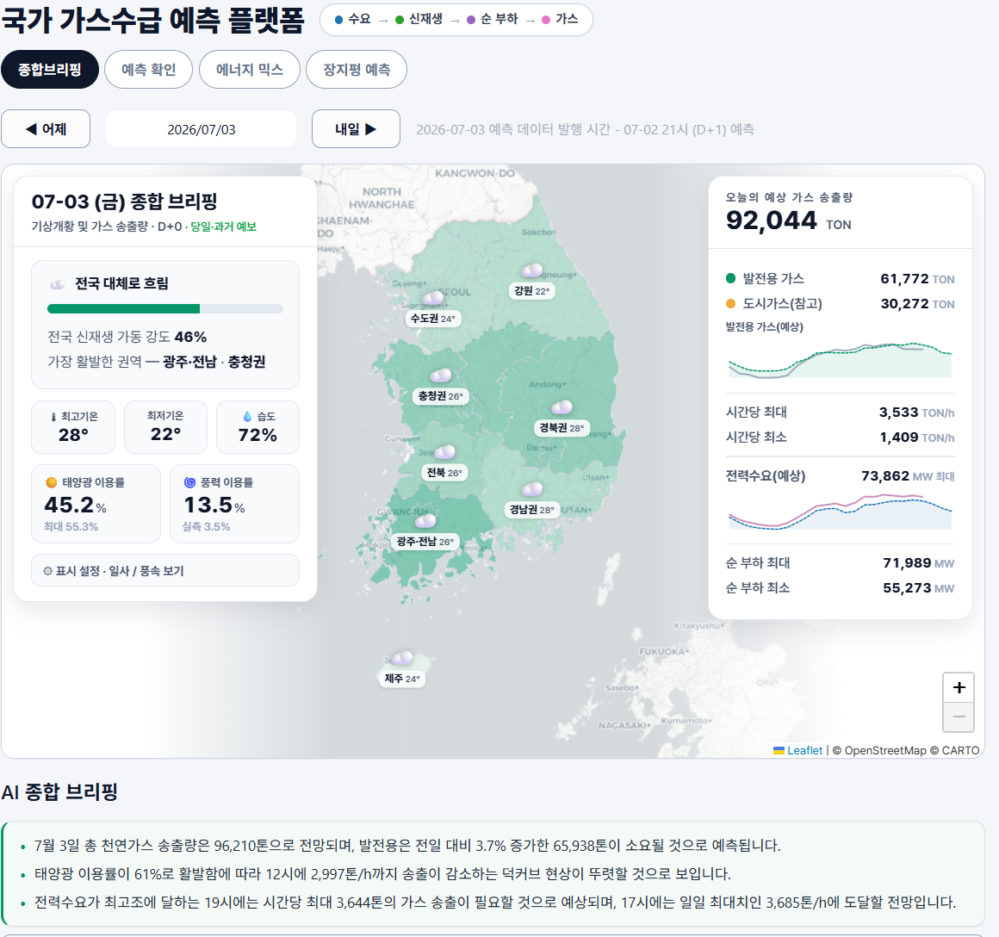 국가 가스수급 예측 플랫폼
수요 → 신재생 → 순 부하 → 가스
종합브리핑 예측 확인 에너지 믹스 장지평 예측
◀ 어제 2026/07/03 내일 ▶ 2026-07-03 예측 데이터 발행 시간 - 07-02 21시 (D+1) 예측
07-03 (금) 종합 브리핑
기상개황 및 가스 송출량 · D+0 · 당일·과거 예보
전국 대체로 흐림
전국 신재생 가동 강도 46%
가장 활발한 권역 — 광주·전남 · 충청권
최고기온 최저기온 습도
28° 22° 72%
태양광 이용률 풍력 이용률
45.2% 13.5%
최대 55.3% 실측 3.5%
표시 설정 · 일사 / 풍속 보기
KANGWON-DO
NORTH
HWANGHAE
DO
Haeju
Sokcho
강원 22°
SEOUL
수도권 24°
충청권 26°
Andong
경북권 28°
Daegu
전북 26°
경남권 28°
광주·전남 26°
제주 24°
Kitakyushu
FUKUOKA
Oita
Sasebo
Kumamoto
NAGASAKI
오늘의 예상 가스 송출량
92,044 TON
발전용 가스 61,772 TON
도시가스(참고) 30,272 TON
발전용 가스(예상)
시간당 최대 3,533 TON/h
시간당 최소 1,409 TON/h
전력수요(예상) 73,862 MW 최대
순 부하 최대 71,989 MW
순 부하 최소 55,273 MW
+
−
Leaflet | © OpenStreetMap © CARTO
AI 종합 브리핑
• 7월 3일 총 천연가스 송출량은 96,210톤으로 전망되며, 발전용은 전일 대비 3.7% 증가한 65,938톤이 소요될 것으로 예측됩니다.
• 태양광 이용률이 61%로 활발함에 따라 12시에 2,997톤/h까지 송출이 감소하는 덕커브 현상이 뚜렷할 것으로 보입니다.
• 전력수요가 최고조에 달하는 19시에는 시간당 최대 3,644톤의 가스 송출이 필요할 것으로 예상되며, 17시에는 일일 최대치인 3,685톤/h에 도달할 전망입니다.